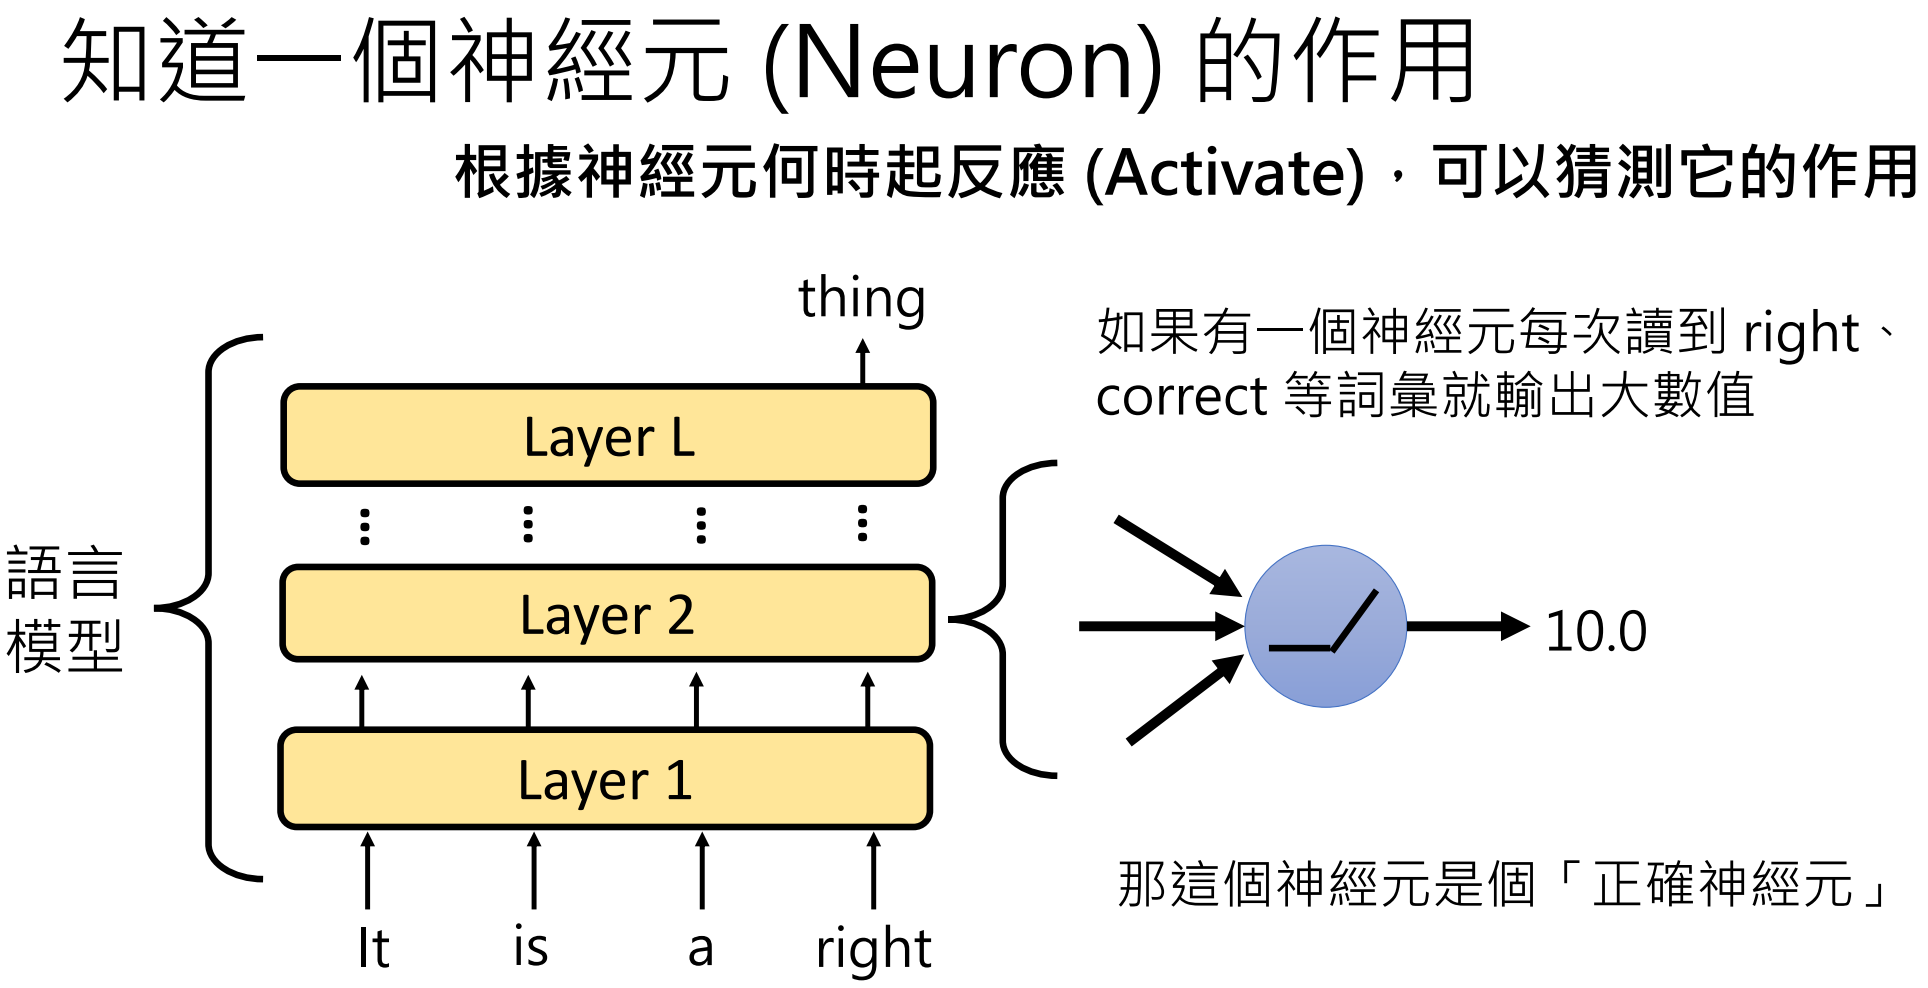 知道一個神經元 (Neuron) 的作用
根據神經元何時起反應 (Activate)，可以猜測它的作用
thing
如果有一個神經元每次讀到 right、
correct 等詞彙就輸出大數值
Layer L
語言
模型
Layer 2
10.0
Layer 1
那這個神經元是個「正確神經元」
It is a right